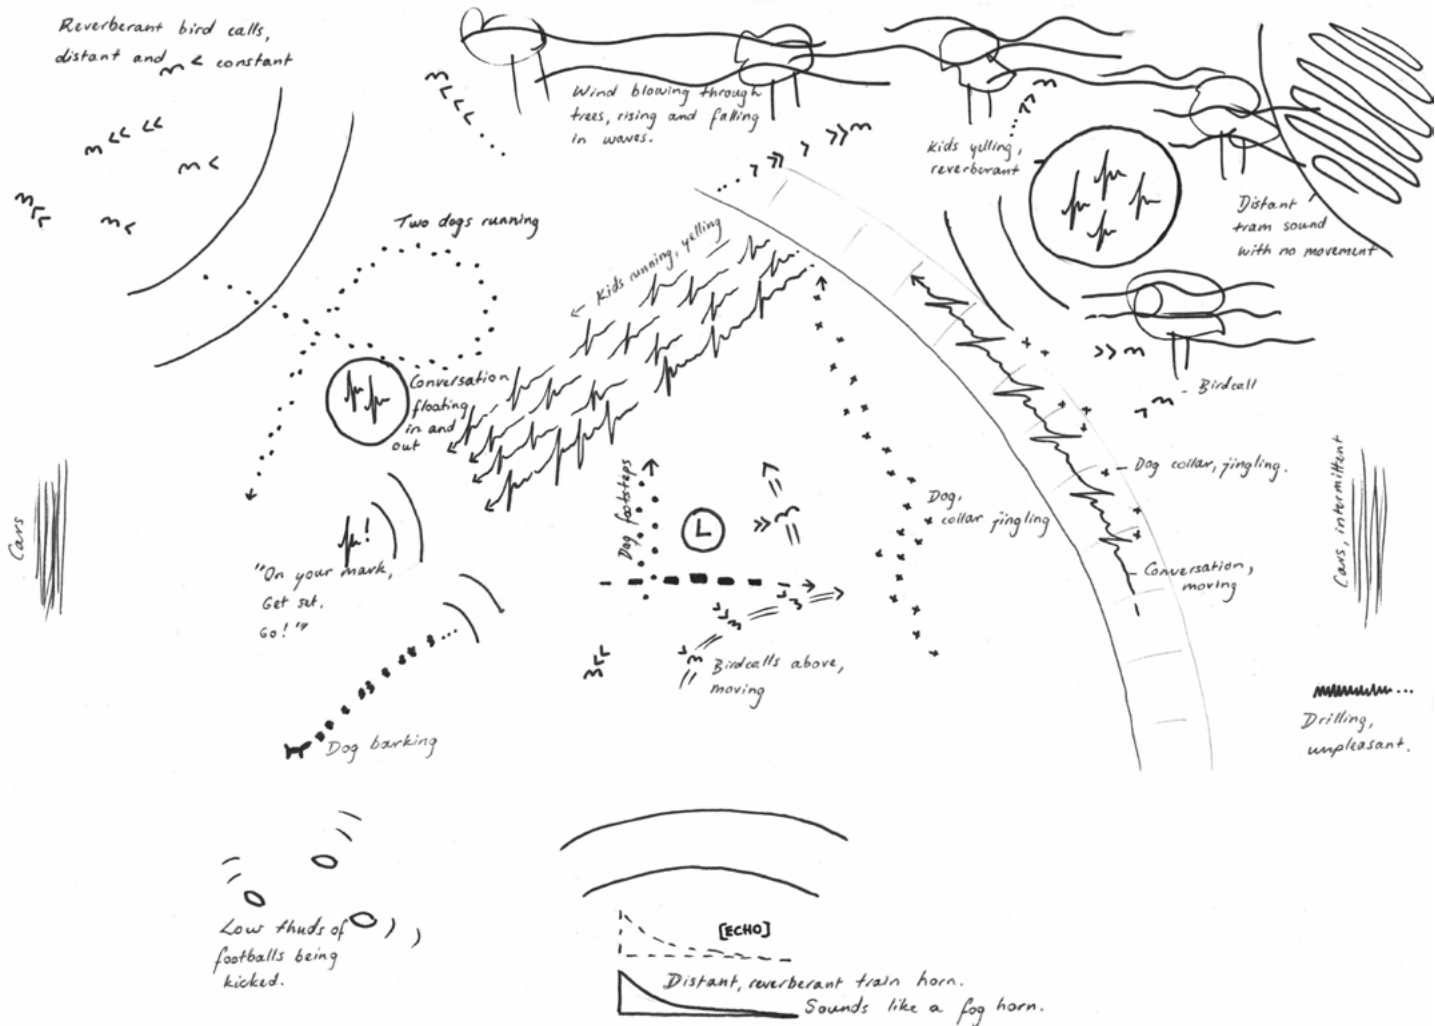 Reverberant bird calls,
distant and
constant
Wind blowing through
trees, rising and falling
in waves.
Kids yelling,
reverberant
Distant
tram sound
with no movement
Two dogs running
Kids running, yelling
Conversation
floating
in and
out
Birdcall
Dog collar, jingling.
Dog,
collar jingling
Dog footsteps
L
Cars
Cars, intermittent
"On your mark,
Get set,
Go!"
Conversation,
moving
Birdcalls above,
moving
Drilling,
unpleasant.
Dog barking
Low thuds of
footballs being
kicked.
[ECHO]
Distant, reverberant train horn.
Sounds like a fog horn.